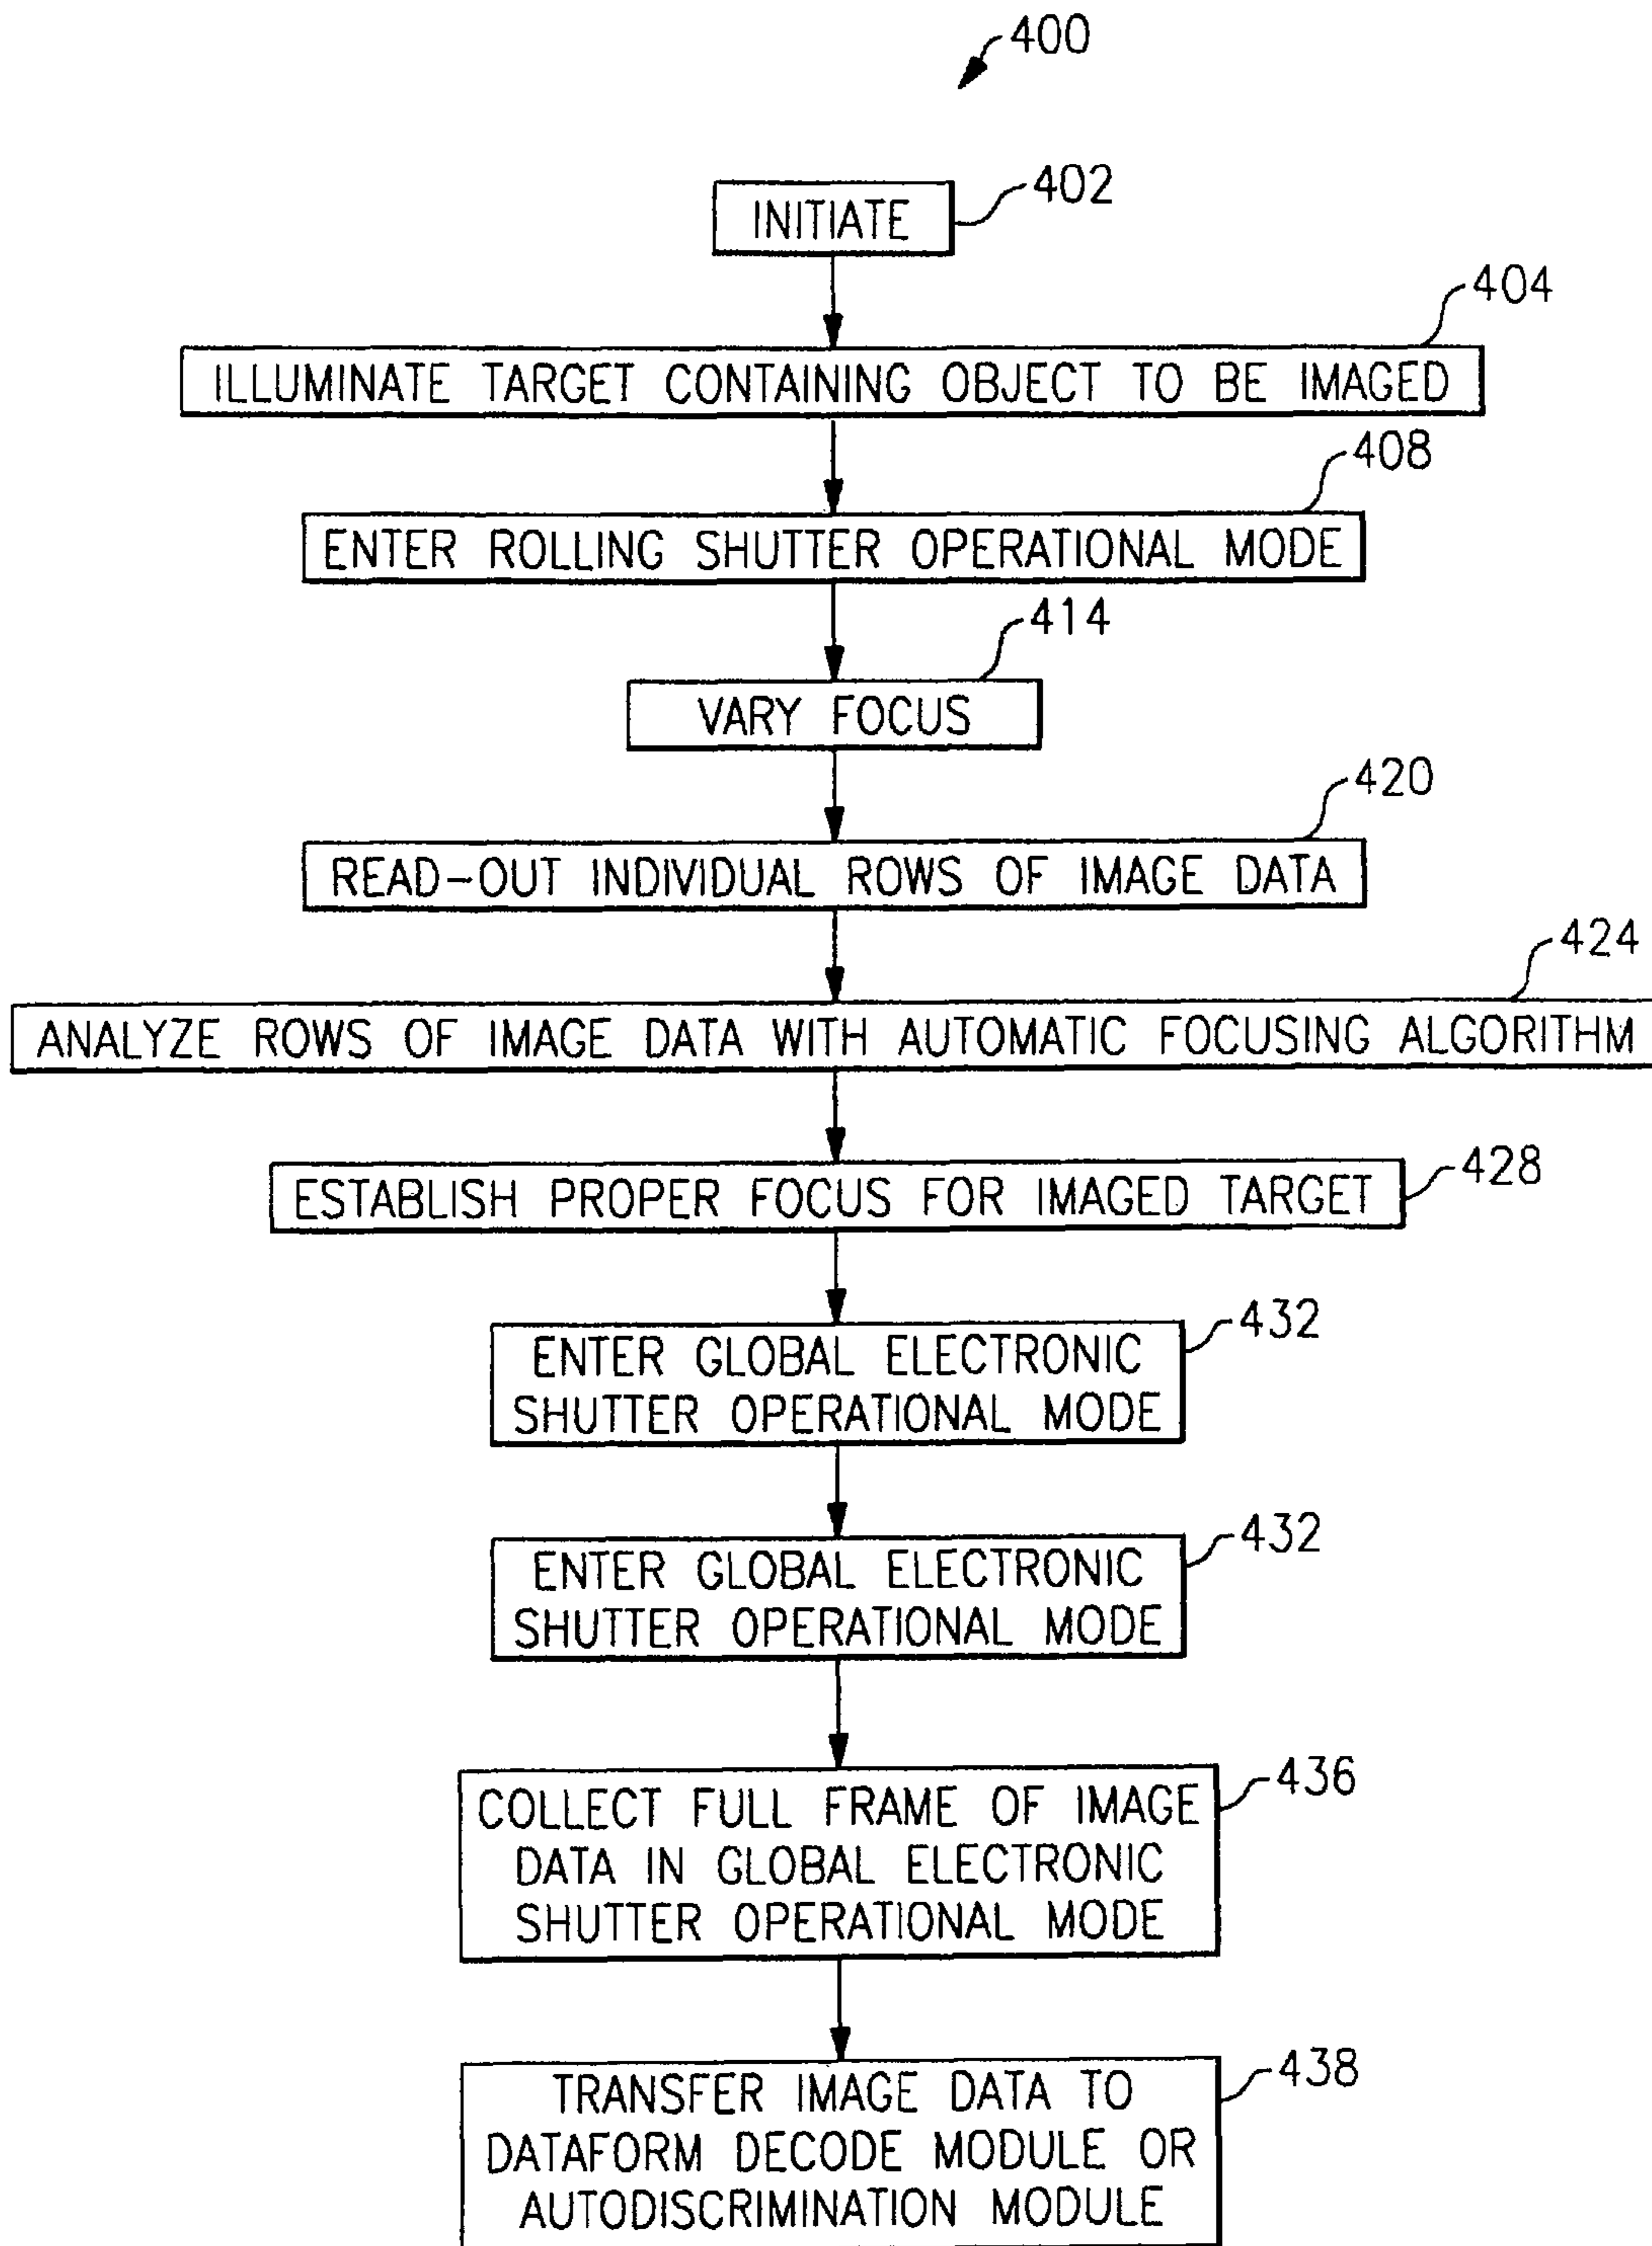 400
402
INITIATE
404
ILLUMINATE TARGET CONTAINING OBJECT TO BE IMAGED
408
ENTER ROLLING SHUTTER OPERATIONAL MODE
414
VARY FOCUS
420
READ-OUT INDIVIDUAL ROWS OF IMAGE DATA
424
ANALYZE ROWS OF IMAGE DATA WITH AUTOMATIC FOCUSING ALGORITHM
428
ESTABLISH PROPER FOCUS FOR IMAGED TARGET
432
ENTER GLOBAL ELECTRONIC
SHUTTER OPERATIONAL MODE
432
ENTER GLOBAL ELECTRONIC
SHUTTER OPERATIONAL MODE
436
COLLECT FULL FRAME OF IMAGE
DATA IN GLOBAL ELECTRONIC
SHUTTER OPERATIONAL MODE
438
TRANSFER IMAGE DATA TO
DATAFORM DECODE MODULE OR
AUTODISCRIMINATION MODULE